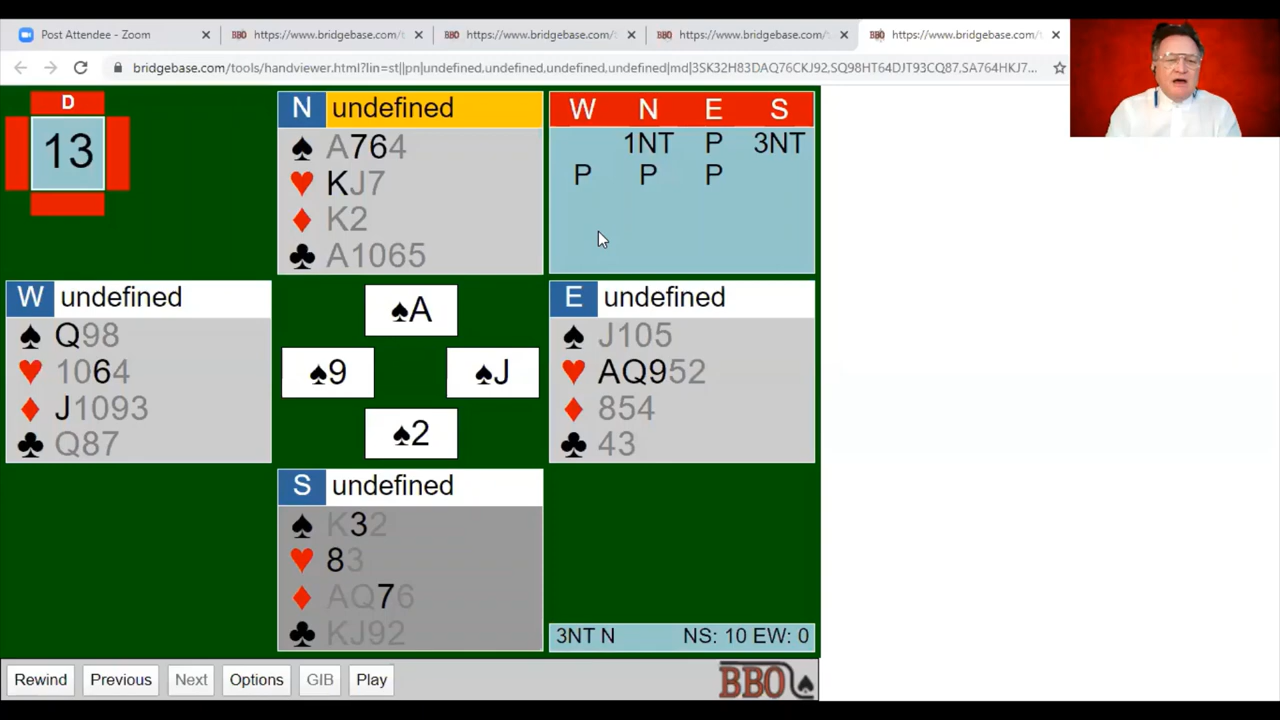 Post Attendee - Zoom
https://www.bridgebase.com/t
https://www.bridgebase.com/t
https://www.bridgebase.com/t
https://www.bridgebase.com/t
bridgebase.com/tools/handviewer.html?lin=st||pn|undefined,undefined,undefined,undefined|md|3SK32H83DAQ76CKJ92,SQ98HT64DJT93CQ87,SA764HKJ7...
D
13
N undefined
♠ A764
♥ KJ7
♦ K2
♣ A1065
W N E S
1NT P 3NT
P P P
W undefined
♠ Q98
♥ 1064
♦ J1093
♣ Q87
♠A
♠9
♠J
♠2
E undefined
♠ J105
♥ AQ952
♦ 854
♣ 43
S undefined
♠ K32
♥ 83
♦ AQ76
♣ KJ92
3NT N NS: 10 EW: 0
Rewind
Previous
Next
Options
GIB
Play
BBO